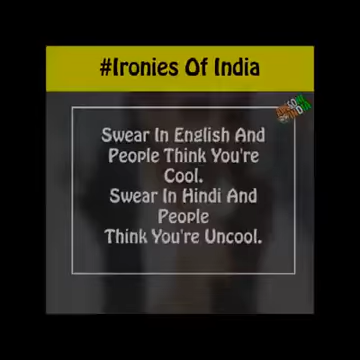 #Ironies Of India
Swear In English And
People Think You're
Cool.
Swear In Hindi And
People
Think You're Uncool.